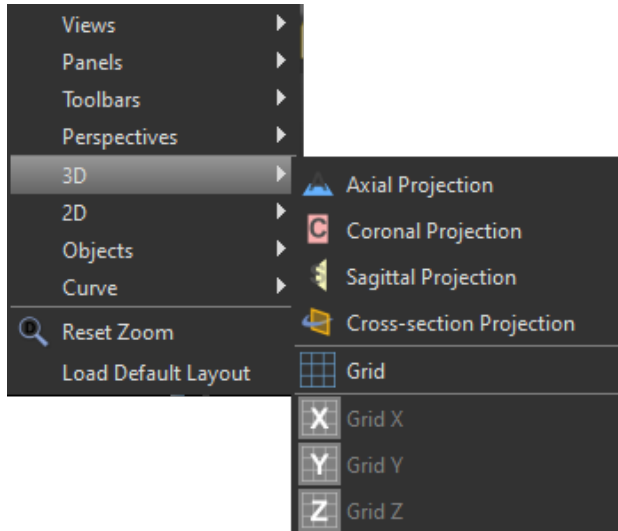 Views
Panels
Toolbars
Perspectives
3D
2D
Objects
Curve
Reset Zoom
Load Default Layout
Axial Projection
C Coronal Projection
Sagittal Projection
Cross-section Projection
Grid
X Grid X
Y Grid Y
Z Grid Z